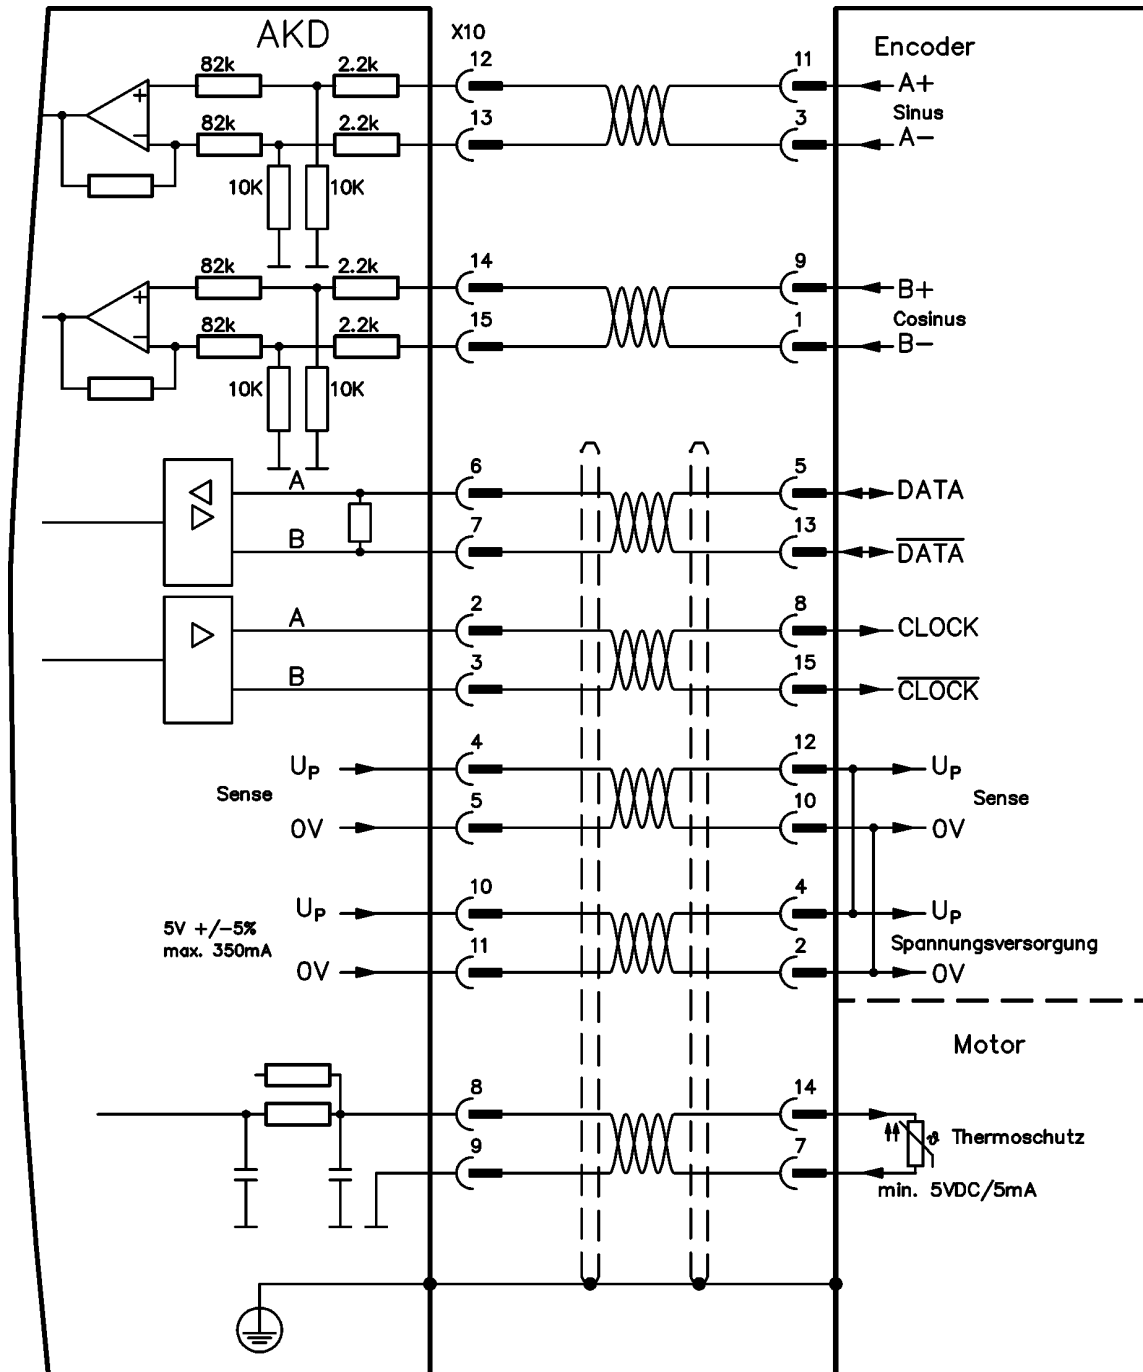 AKD X10 Encoder
82k 2.2k 12 11 A+
Sinus
82k 2.2k 13 3 A-
+
-
10K 10K
82k 2.2k 14 9 B+
Cosinus
82k 2.2k 15 1 B-
+
-
10K 10K
A 6 5 DATA
B 7 13 DATA
A 2 8 CLOCK
B 3 15 CLOCK
UP 4 12 UP
Sense Sense
0V 5 10 0V
UP 10 4 UP
5V +/-5%
max. 350mA
Spannungsversorgung
0V 11 2 0V
Motor
8 14
ϑ Thermoschutz
9 7
min. 5VDC/5mA